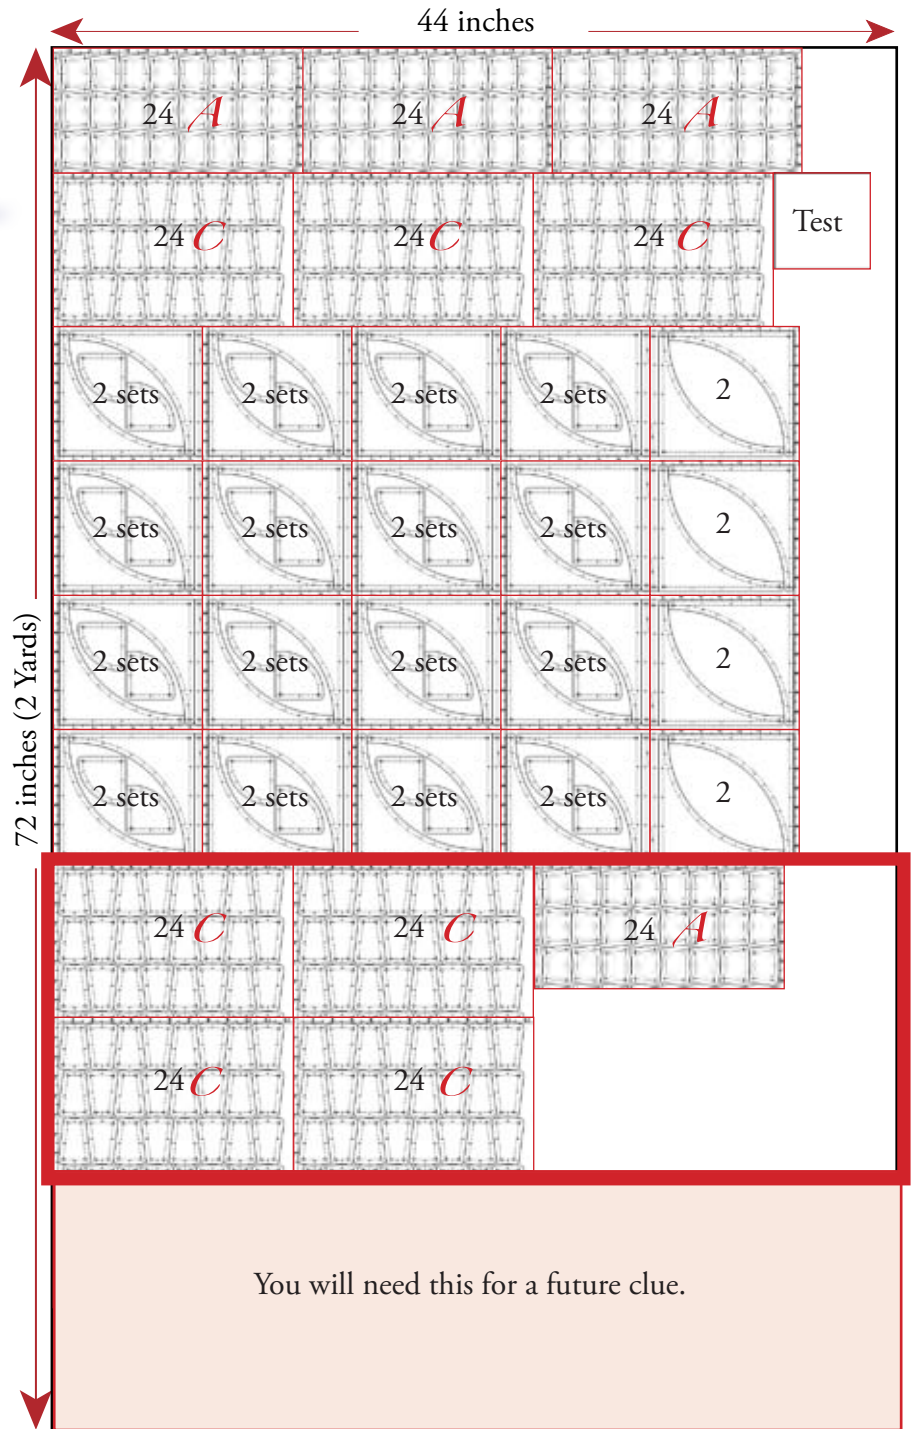 44 inches
24 A 24 A 24 A
24 C 24 C 24 C Test
2 sets 2 sets 2 sets 2 sets 2
2 sets 2 sets 2 sets 2 sets 2
2 sets 2 sets 2 sets 2 sets 2
2 sets 2 sets 2 sets 2 sets 2
72 inches (2 Yards)
24 C 24 C 24 A
24 C 24 C
You will need this for a future clue.